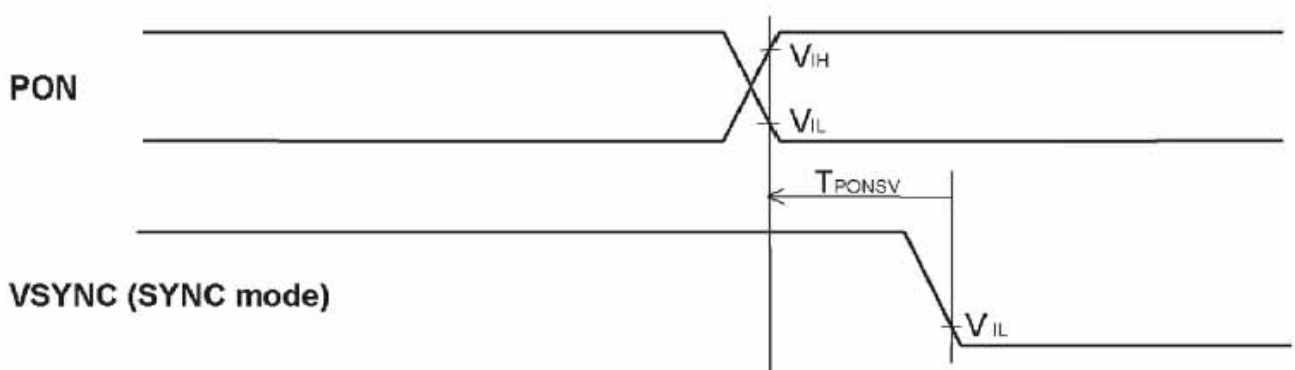 PON
VIH
VIL
TPONSV
VSYNC (SYNC mode)
VIL